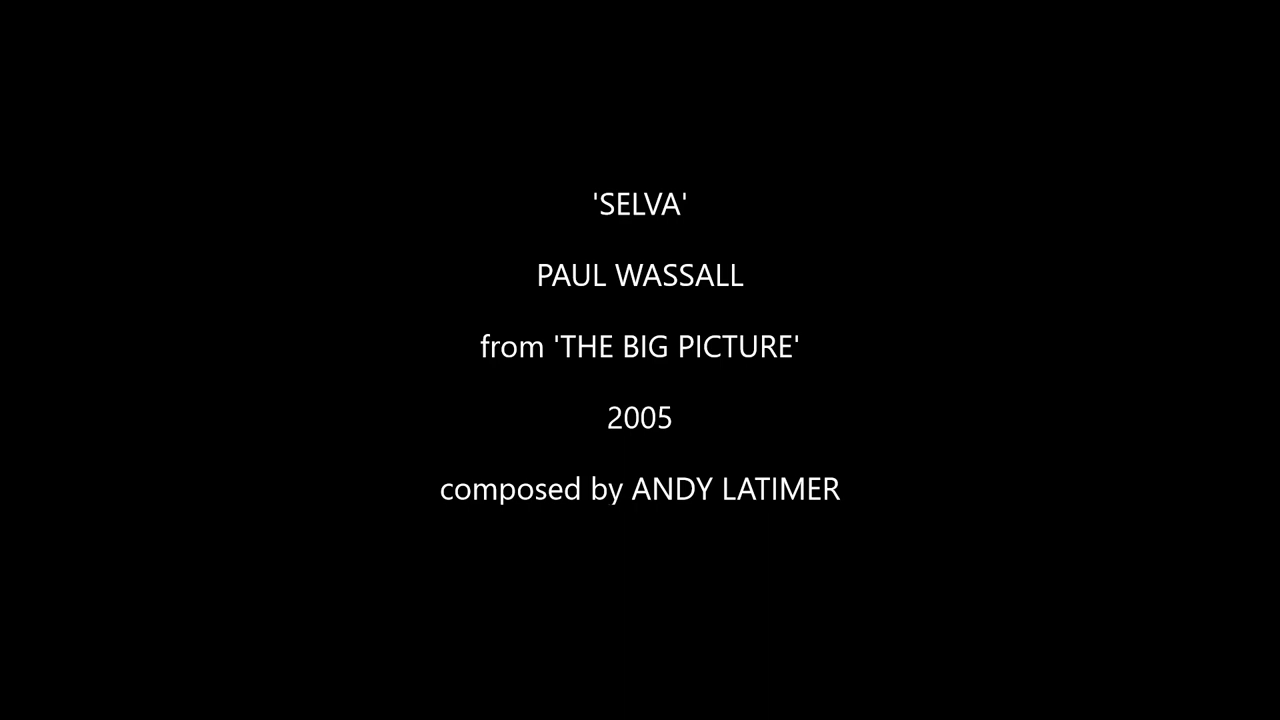 'SELVA'
PAUL WASSALL
from 'THE BIG PICTURE'
2005
composed by ANDY LATIMER